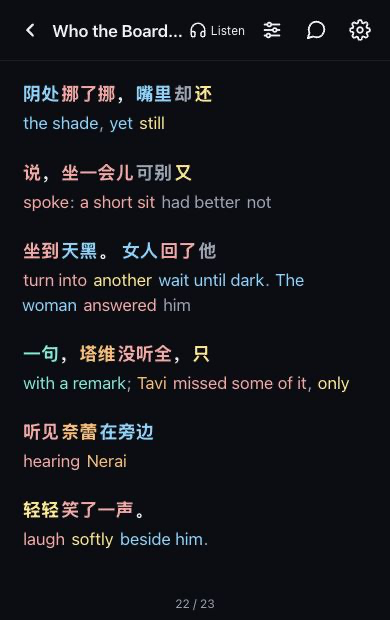 Who the Board... Listen
阴处挪了挪，嘴里却还
the shade, yet still
说，坐一会儿可别又
spoke: a short sit had better not
坐到天黑。 女人回了他
turn into another wait until dark. The
woman answered him
一句，塔维没听全，只
with a remark; Tavi missed some of it, only
听见奈蕾在旁边
hearing Nerai
轻轻笑了一声。
laugh softly beside him.
22 / 23